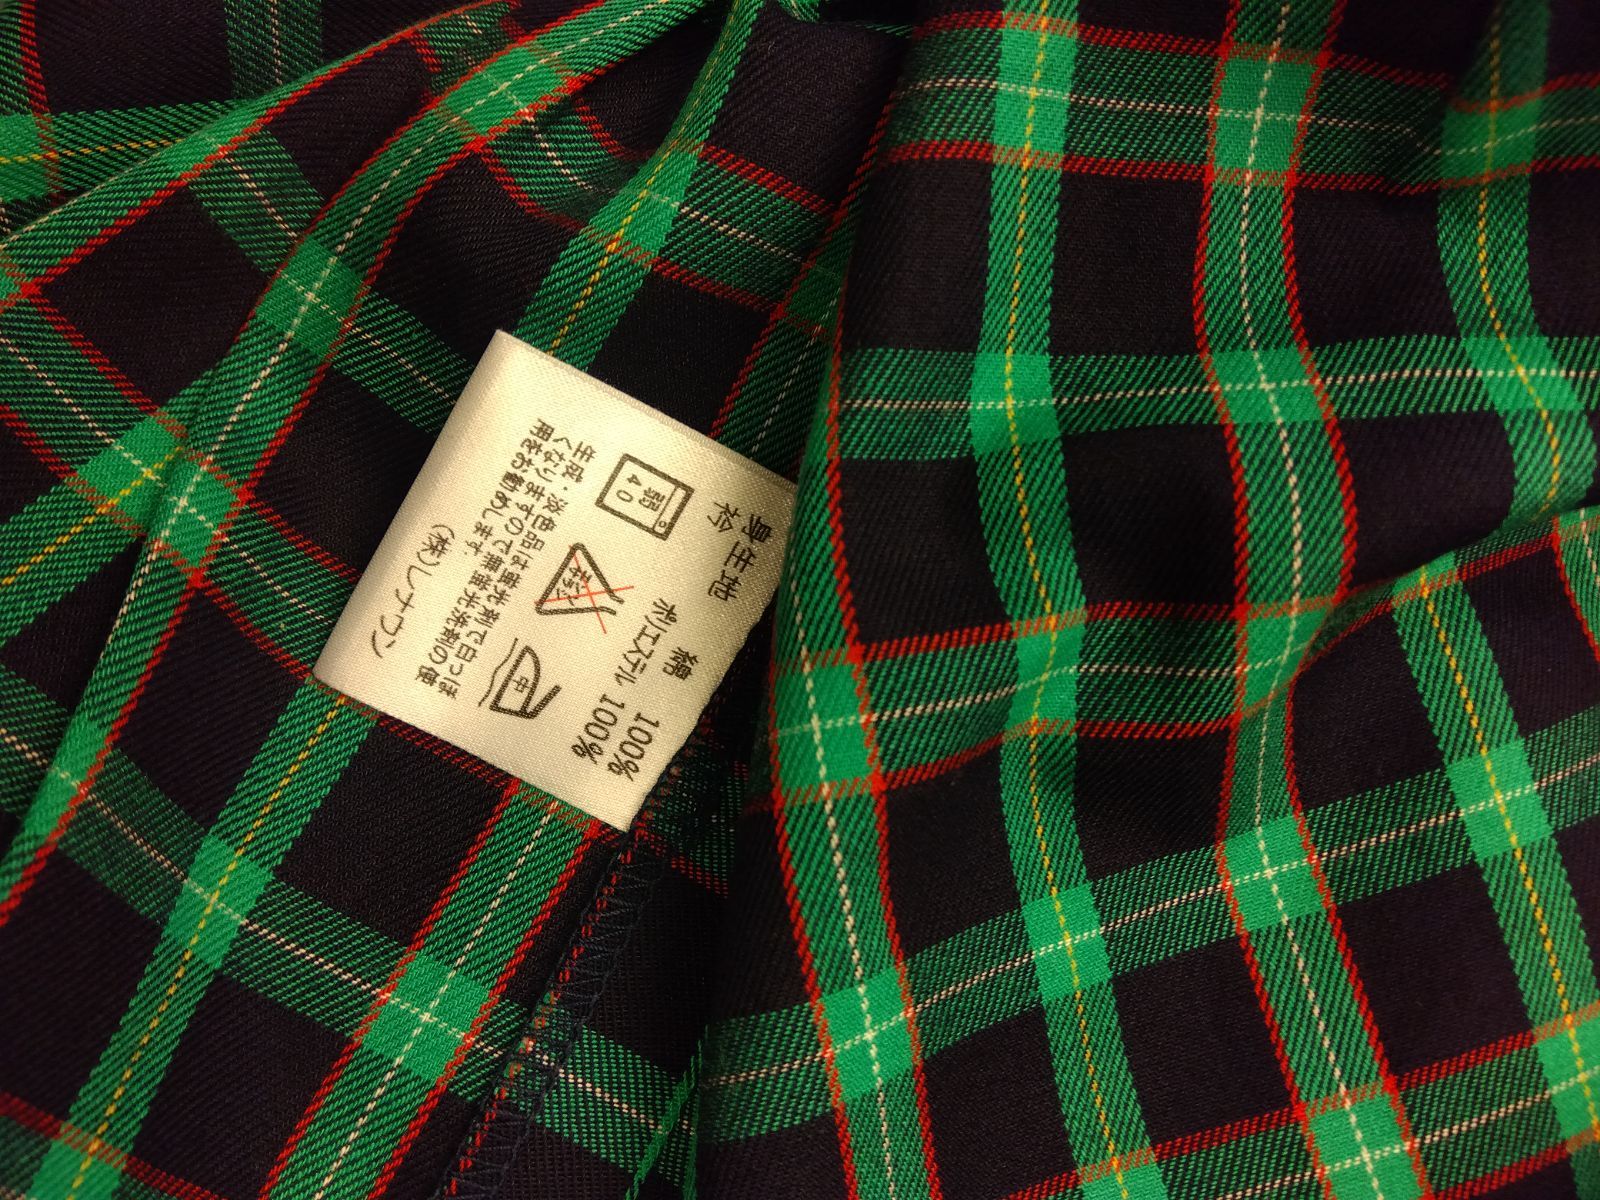 身生地 綿 100%
衿 ポリエステル 100%
弱
40
エンソ
サラシ
中
生成・淡色品は蛍光剤で白っぽ
くなりますので無蛍光洗剤の使
用をお勧めします
(株)レナウン